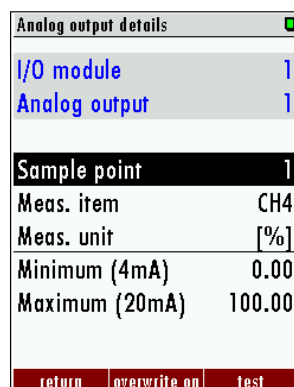 Analog output details
I/O module 1
Analog output 1
Sample point 1
Meas. item CH4
Meas. unit [%]
Minimum (4mA) 0.00
Maximum (20mA) 100.00
return overwrite on test